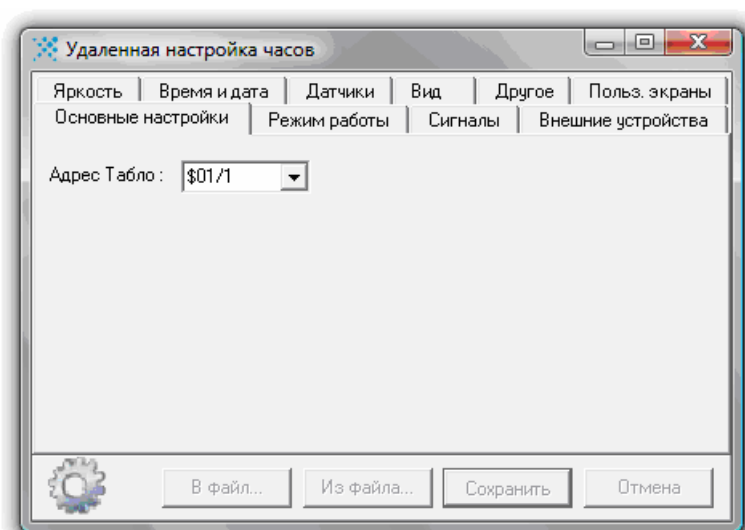 Удаленная настройка часов
Яркость Время и дата Датчики Вид Другое Польз. экраны
Основные настройки Режим работы Сигналы Внешние устройства
Адрес Табло : $01/1
В файл... Из файла... Сохранить Отмена